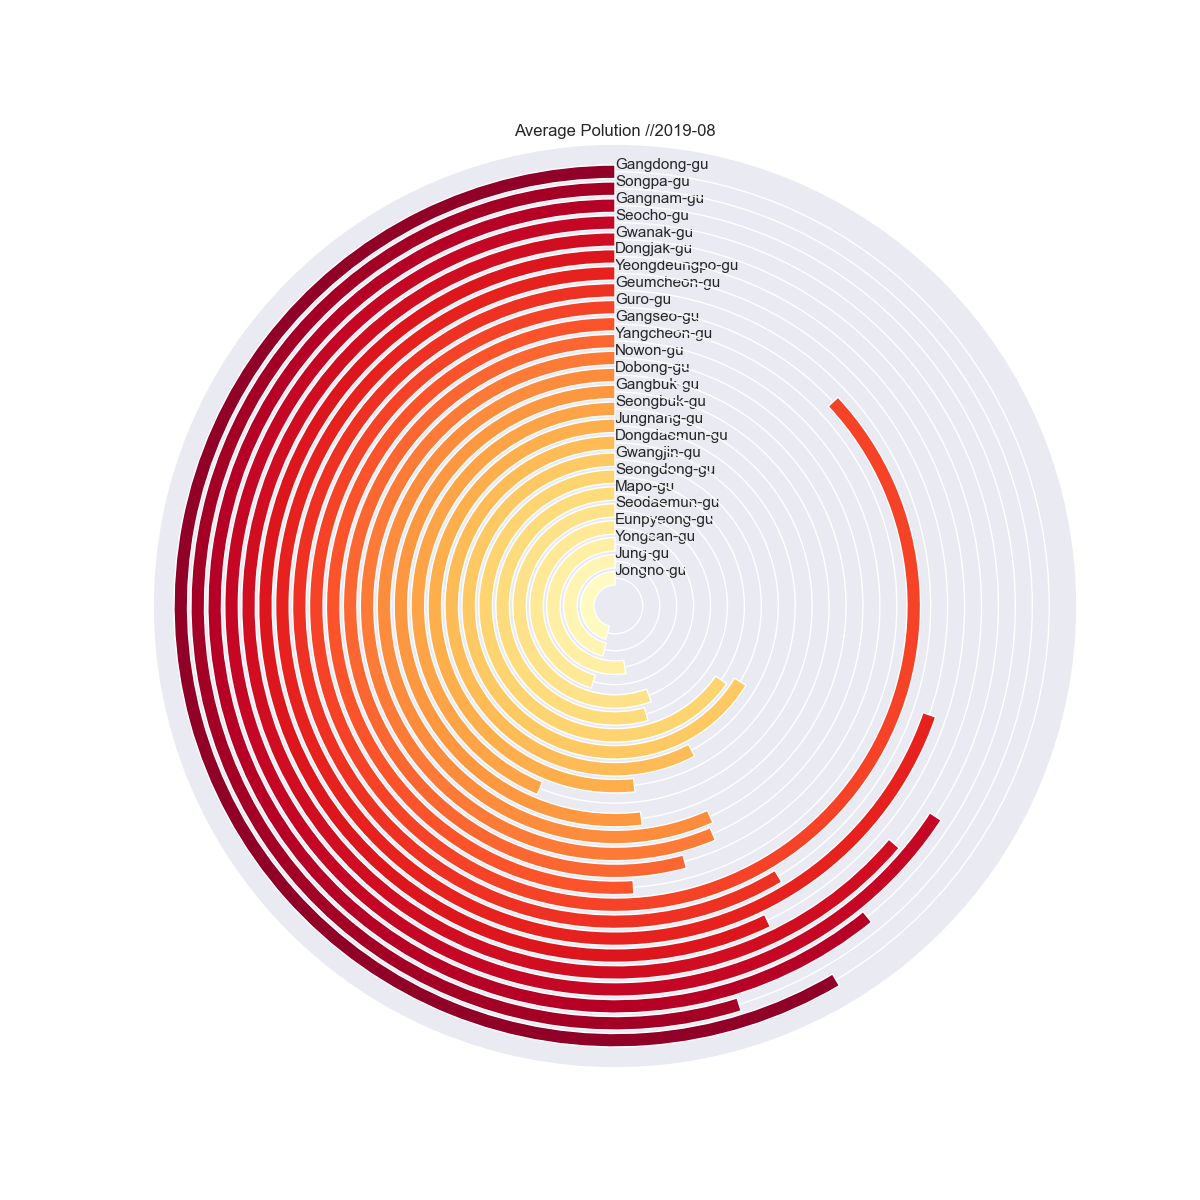 Average Polution //2019-08
Gangdong-gu
Songpa-gu
Gangnam-gu
Seocho-gu
Gwanak-gu
Dongjak-gu
Yeongdeungpo-gu
Geumcheon-gu
Guro-gu
Gangseo-gu
Yangcheon-gu
Nowon-gu
Dobong-gu
Gangbuk-gu
Seongbuk-gu
Jungnang-gu
Dongdaemun-gu
Gwangjin-gu
Seongdong-gu
Mapo-gu
Seodaemun-gu
Eunpyeong-gu
Yongsan-gu
Jung-gu
Jongno-gu